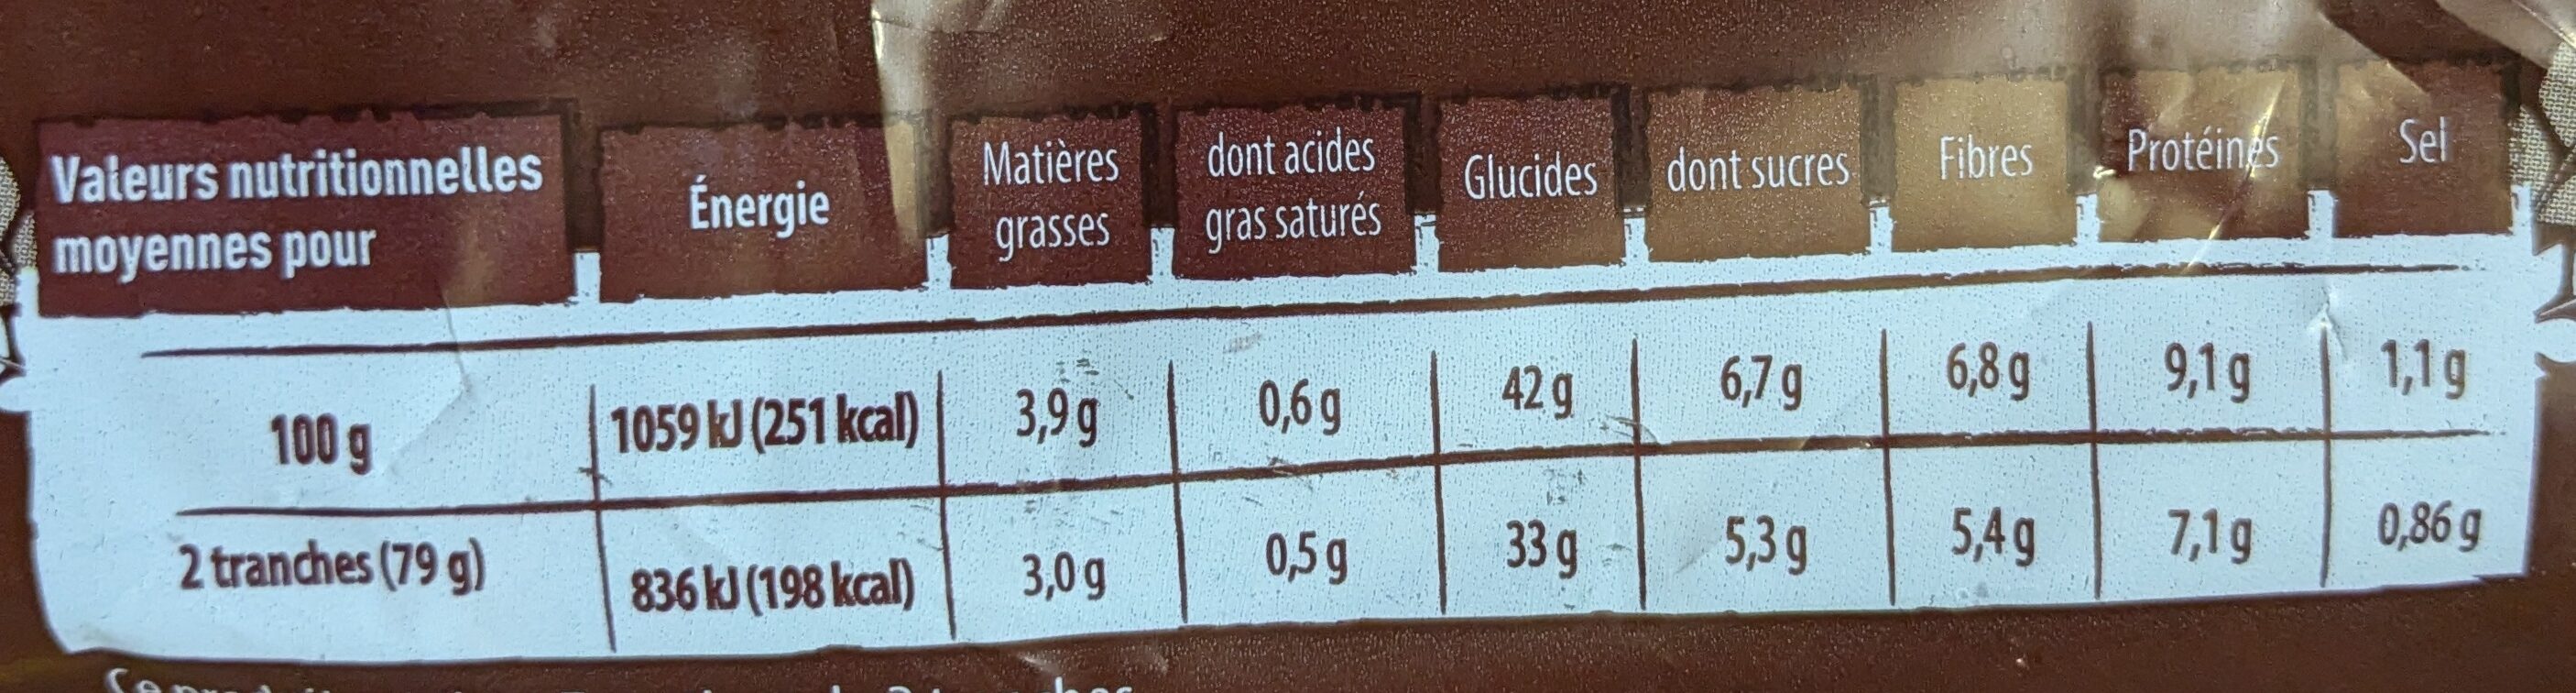 Valeurs nutritionnelles
moyennes pour
Énergie
Matières
grasses
dont acides
gras saturés
Glucides
dont sucres
Fibres
Protéines
Sel
100 g 1059 kJ (251 kcal) 3,9 g 0,6 g 42 g 6,7 g 6,8 g 9,1 g 1,1 g
2 tranches (79 g) 836 kJ (198 kcal) 3,0 g 0,5 g 33 g 5,3 g 5,4 g 7,1 g 0,86 g